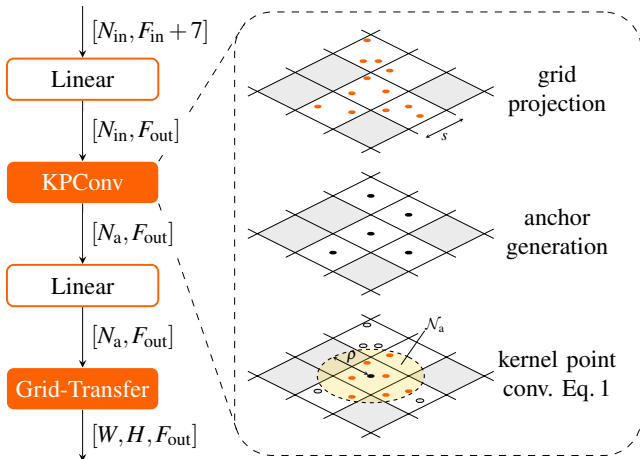 [N_in, F_in + 7]
Linear
[N_in, F_out]
KPConv
[N_a, F_out]
Linear
[N_a, F_out]
Grid-Transfer
[W, H, F_out]
grid
projection
s
anchor
generation
ρ
𝒩_a
kernel point
conv. Eq. 1